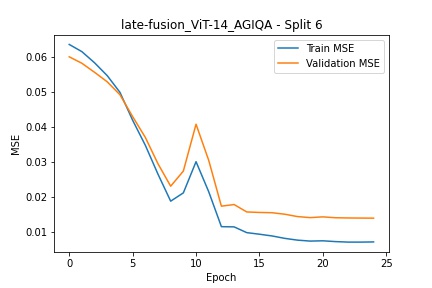 late-fusion_ViT-14_AGIQA - Split 6
Train MSE
Validation MSE
MSE
0.06
0.05
0.04
0.03
0.02
0.01
0 5 10 15 20 25
Epoch